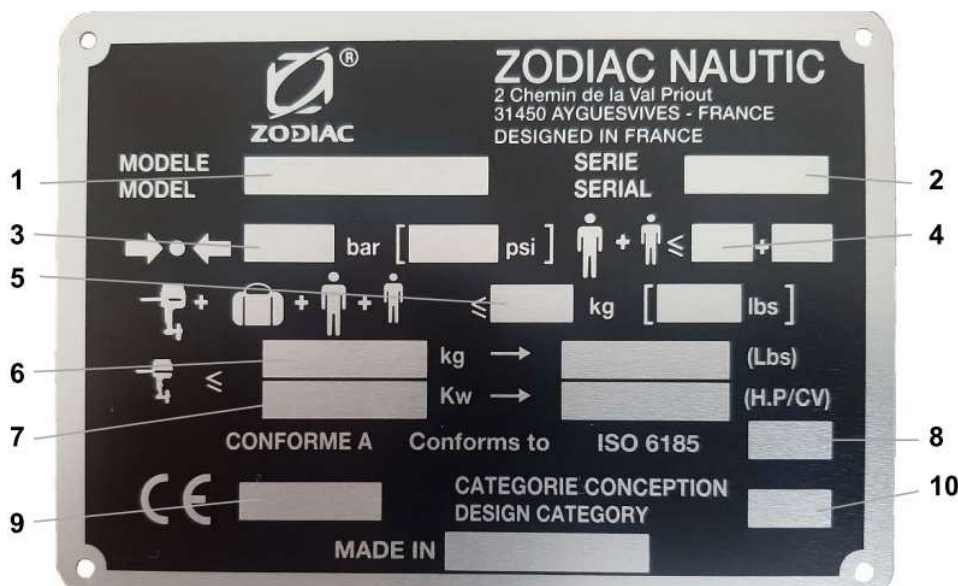 ZODIAC®
ZODIAC NAUTIC
2 Chemin de la Val Priout
31450 AYGUESVIVES - FRANCE
DESIGNED IN FRANCE
1 MODELE MODEL SERIE SERIAL 2
3 bar [ psi ] + ≤ + 4
5 + + + ≤ kg [ lbs ]
6 kg → (Lbs)
≤
7 Kw → (H.P/CV)
CONFORME A Conforms to ISO 6185 8
9 CE CATEGORIE CONCEPTION DESIGN CATEGORY 10
MADE IN